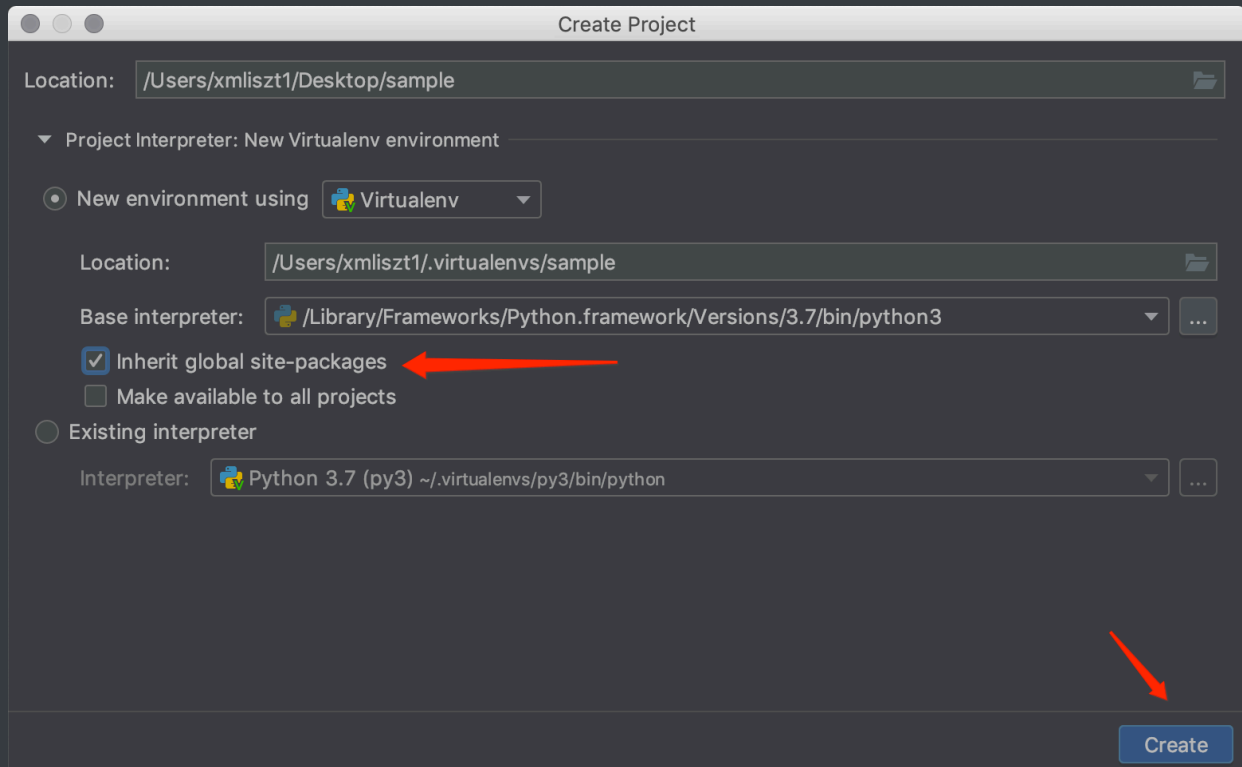 Create Project
Location: /Users/xmliszt1/Desktop/sample
Project Interpreter: New Virtualenv environment
New environment using Virtualenv
Location: /Users/xmliszt1/.virtualenvs/sample
Base interpreter: /Library/Frameworks/Python.framework/Versions/3.7/bin/python3 ...
Inherit global site-packages
Make available to all projects
Existing interpreter
Interpreter: Python 3.7 (py3) ~/.virtualenvs/py3/bin/python ...
Create